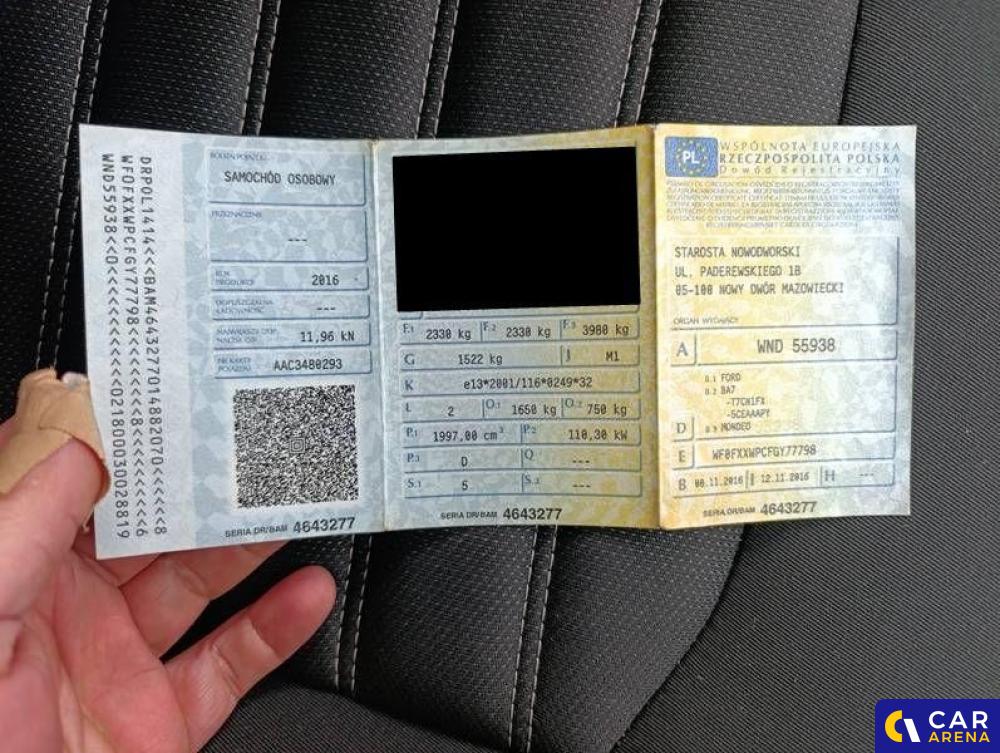 DRPOL1414<<BAM46432770148820​70<<<<<<8
WF0FXXWPCFGY77798<<<<<<<8<<<<<<<6
WND55938<<0<<<<<<<<02180003002881​9
RODZAJ POJAZDU
SAMOCHÓD OSOBOWY
PRZEZNACZENIE
---
ROK PRODUKCJI 2016
DOPUSZCZALNA ŁADOWNOŚĆ ---
NAJWIĘKSZY DOP. NACISK OSI 11,96 kN
NR KARTY POJAZDU AAC3480293
SERIA DR/BAM 4643277
F.1 2330 kg F.2 2330 kg F.3 3980 kg
G 1522 kg J M1
K e13*2001/116*0249*32
L 2 O.1 1650 kg O.2 750 kg
P.1 1997,00 cm³ P.2 110,30 kW
P.3 D Q ---
S.1 5 S.2 ---
SERIA DR/BAM 4643277
PL
WSPÓLNOTA EUROPEJSKA
RZECZPOSPOLITA POLSKA
Dowód Rejestracyjny
STAROSTA NOWODWORSKI
UL. PADEREWSKIEGO 1B
05-100 NOWY DWÓR MAZOWIECKI
ORGAN WYDAJĄCY
A WND 55938
D.1 FORD
D.2 BA7
-T7CN1FX
-5CEAAAPY
D D.3 MONDEO
E WF0FXXWPCFGY77798
B 08.11.2016 I 12.11.2016 H ---
SERIA DR/BAM 4643277
CAR
ARENA